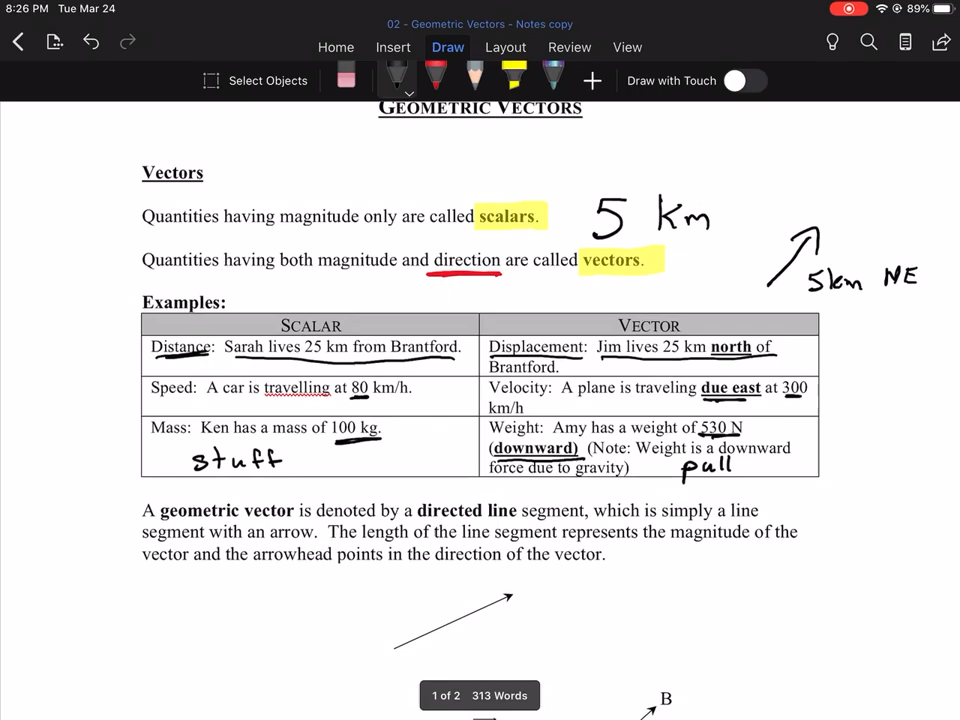 8:26 PM Tue Mar 24
89%
02 - Geometric Vectors - Notes copy
Home Insert Draw Layout Review View
Select Objects
Draw with Touch
GEOMETRIC VECTORS
Vectors
Quantities having magnitude only are called scalars.
5 km
Quantities having both magnitude and direction are called vectors.
5km NE
Examples:
SCALAR VECTOR
Distance: Sarah lives 25 km from Brantford.
Displacement: Jim lives 25 km north of
Brantford.
Speed: A car is travelling at 80 km/h.
Velocity: A plane is traveling due east at 300
km/h
Mass: Ken has a mass of 100 kg.
stuff
Weight: Amy has a weight of 530 N
(downward) (Note: Weight is a downward
force due to gravity)
pull
A geometric vector is denoted by a directed line segment, which is simply a line
segment with an arrow. The length of the line segment represents the magnitude of the
vector and the arrowhead points in the direction of the vector.
1 of 2 313 Words
B